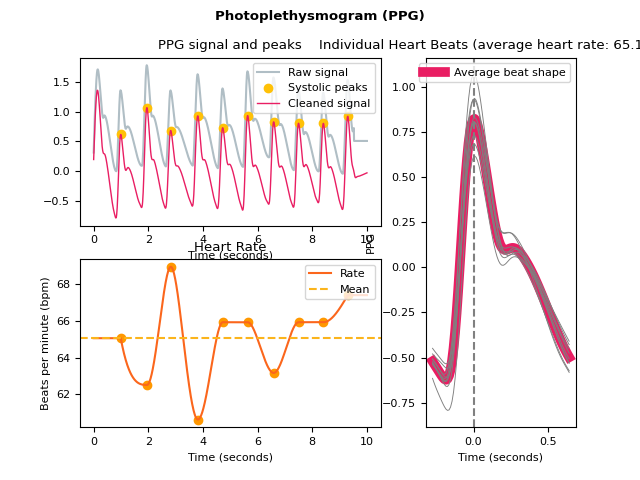 Photoplethysmogram (PPG)
PPG signal and peaks
Individual Heart Beats (average heart rate: 65.1
Raw signal
Systolic peaks
Cleaned signal
1.5
1.0
0.5
0.0
−0.5
0 2 4 6 8 10
Time (seconds)
Average beat shape
1.00
0.75
0.50
0.25
0.00
−0.25
−0.50
−0.75
PPG
0.0 0.5
Time (seconds)
Heart Rate
Rate
Mean
68
66
64
62
Beats per minute (bpm)
0 2 4 6 8 10
Time (seconds)